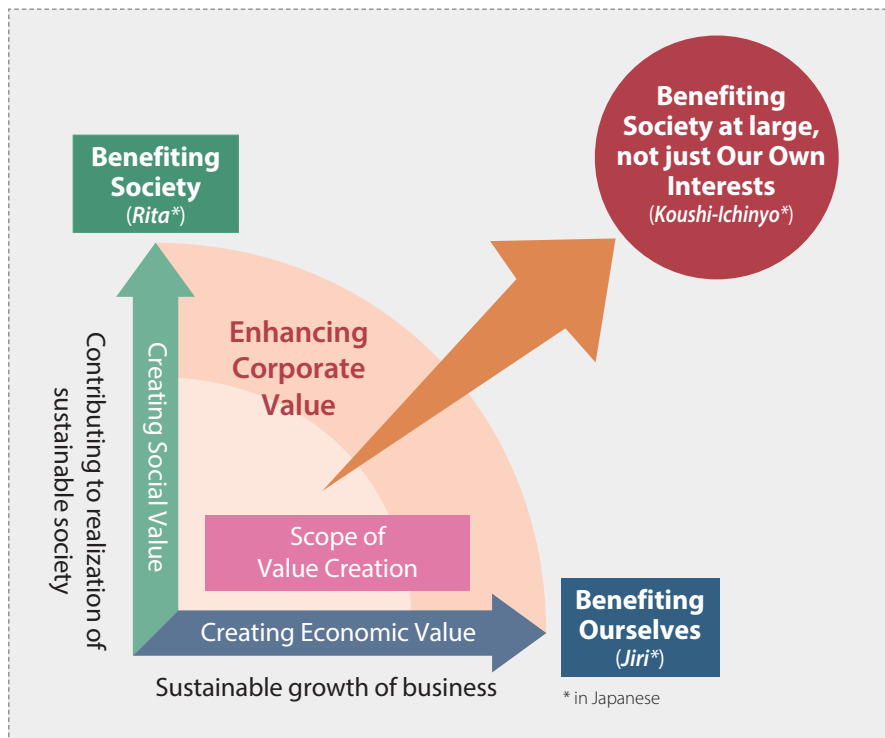 Benefiting
Society at large,
not just Our Own
Interests
(Koushi-Ichinyo*)
Benefiting
Society
(Rita*)
Enhancing
Corporate
Value
Creating Social Value
Contributing to realization of
sustainable society
Scope of
Value Creation
Creating Economic Value
Sustainable growth of business
Benefiting
Ourselves
(Jiri*)
* in Japanese